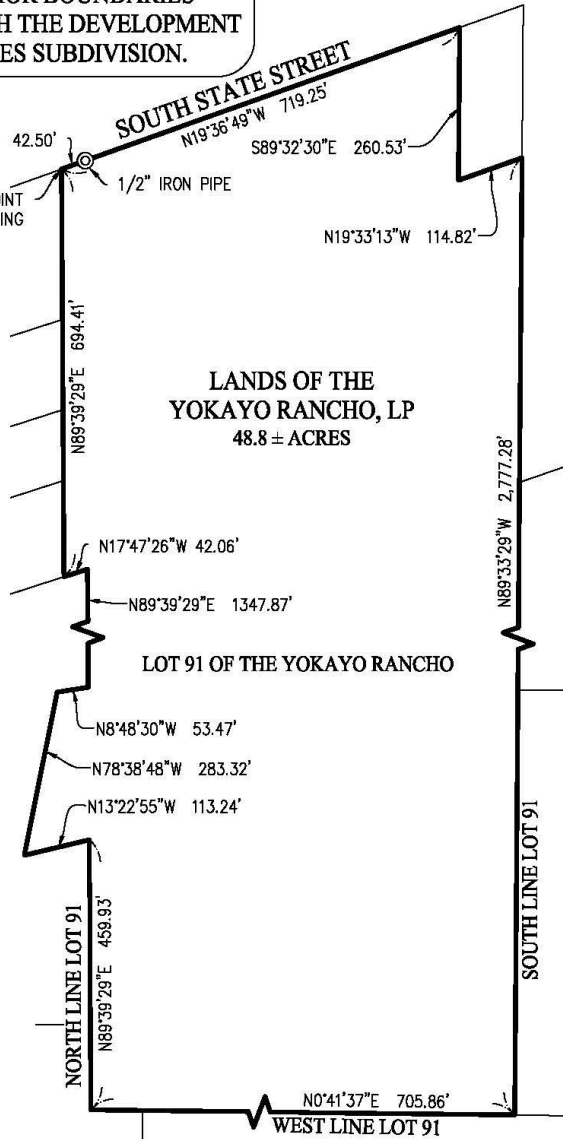 OR BOUNDARIES
H THE DEVELOPMENT
ES SUBDIVISION.
SOUTH STATE STREET
N19°36'49"W 719.25'
42.50'
1/2" IRON PIPE
S89°32'30"E 260.53'
INT
ING
N19°33'13"W 114.82'
N89°39'29"E 694.41'
LANDS OF THE
YOKAYO RANCHO, LP
48.8 ± ACRES
N89°33'29"W 2,777.28'
N17°47'26"W 42.06'
N89°39'29"E 1347.87'
LOT 91 OF THE YOKAYO RANCHO
N8°48'30"W 53.47'
N78°38'48"W 283.32'
N13°22'55"W 113.24'
NORTH LINE LOT 91
N89°39'29"E 459.93'
SOUTH LINE LOT 91
N0°41'37"E 705.86'
WEST LINE LOT 91